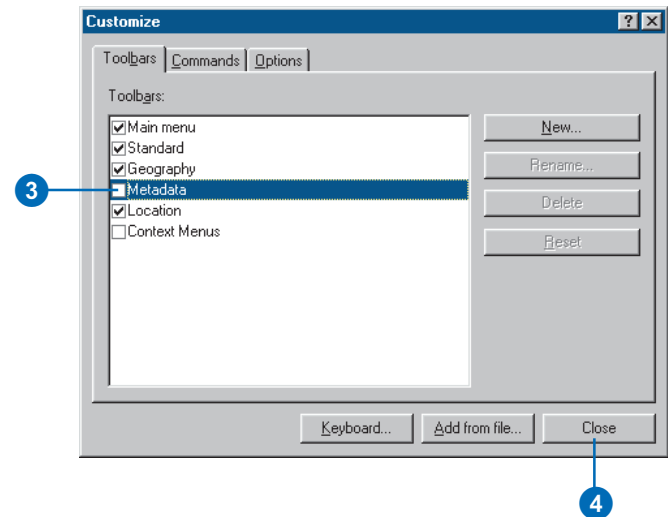 Customize
Toolbars Commands Options
Toolbars:
Main menu
Standard
Geography
Metadata
Location
Context Menus
New...
Rename...
Delete
Reset
Keyboard... Add from file... Close
3
4